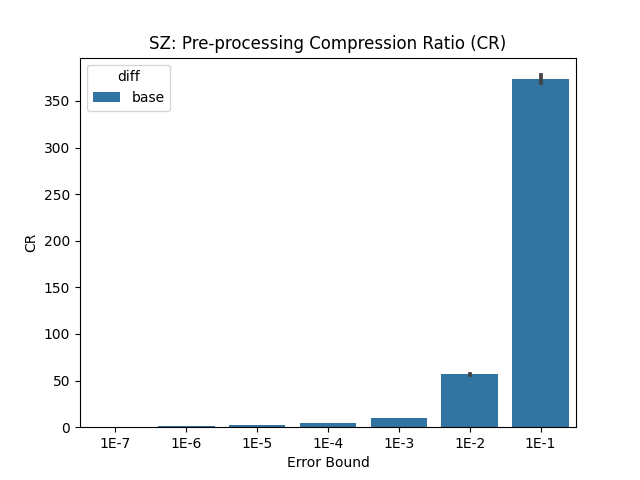 SZ: Pre-processing Compression Ratio (CR)
diff
base
350
300
250
200
150
100
50
0
CR
1E-7 1E-6 1E-5 1E-4 1E-3 1E-2 1E-1
Error Bound